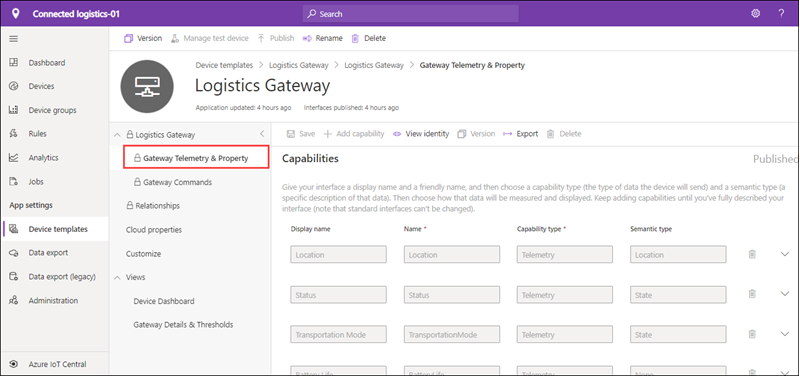 Connected logistics-01
Search
?
Version
Manage test device
Publish
Rename
Delete
Dashboard
Devices
Device groups
Rules
Analytics
Jobs
App settings
Device templates
Data export
Data export (legacy)
Administration
Azure IoT Central
Device templates > Logistics Gateway > Logistics Gateway > Gateway Telemetry & Property
Logistics Gateway
Application updated: 4 hours ago Interfaces published: 4 hours ago
Logistics Gateway
Gateway Telemetry & Property
Gateway Commands
Relationships
Cloud properties
Customize
Views
Device Dashboard
Gateway Details & Thresholds
Save
Add capability
View identity
Version
Export
Delete
Capabilities
Published
Give your interface a display name and a friendly name, and then choose a capability type (the type of data the device will send) and a semantic type (a
specific description of that data). Then choose how that data will be measured and displayed. Keep adding capabilities until you've fully described your
interface (note that standard interfaces can't be changed).
Display name Name * Capability type * Semantic type
Location Location Telemetry Location
Status Status Telemetry State
Transportation Mode TransportationMode Telemetry State
Battery Life BatteryLife Telemetry None